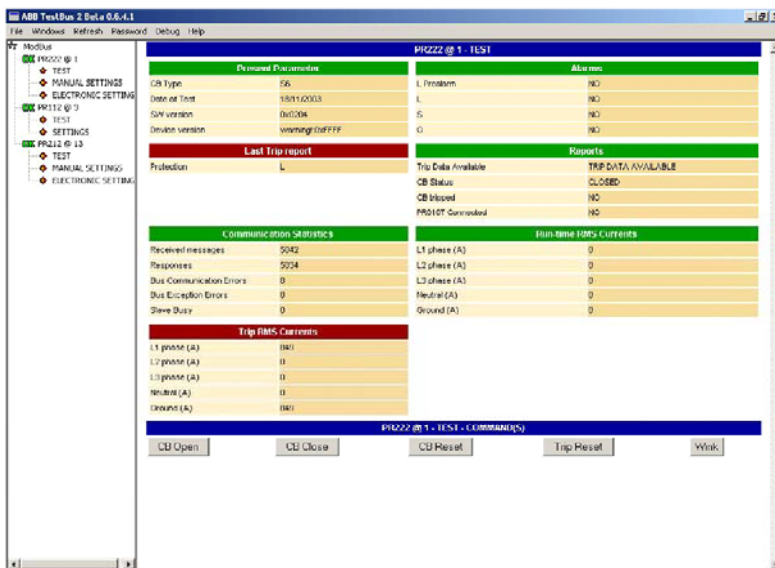 ABB TestBus 2 Beta 0.6.4.1
File Windows Refresh Password Debug Help
ModBus
PR222 @ 1
TEST
MANUAL SETTINGS
ELECTRONIC SETTING
PR112 @ 9
TEST
SETTINGS
PR212 @ 13
TEST
MANUAL SETTINGS
ELECTRONIC SETTING
PR222 @ 1 - TEST
Present Parameter
CB Type S6
Date of Test 18/11/2003
SW version 0x0204
Device version warning!:0xFFFF
Alarms
L Prealarm NO
L NO
S NO
G NO
Last Trip report
Protection L
Reports
Trip Data Available TRIP DATA AVAILABLE
CB Status CLOSED
CB tripped NO
PR010T Connected NO
Communication Statistics
Received messages 5042
Responses 5034
Bus Communication Errors 8
Bus Exception Errors 0
Slave Busy 0
Run-time RMS Currents
L1 phase (A) 0
L2 phase (A) 0
L3 phase (A) 0
Neutral (A) 0
Ground (A) 0
Trip RMS Currents
L1 phase (A)
L2 phase (A) 0
L3 phase (A) 0
Neutral (A) 0
Ground (A)
PR222 @ 1 - TEST - COMMAND(S)
CB Open CB Close CB Reset Trip Reset Wink